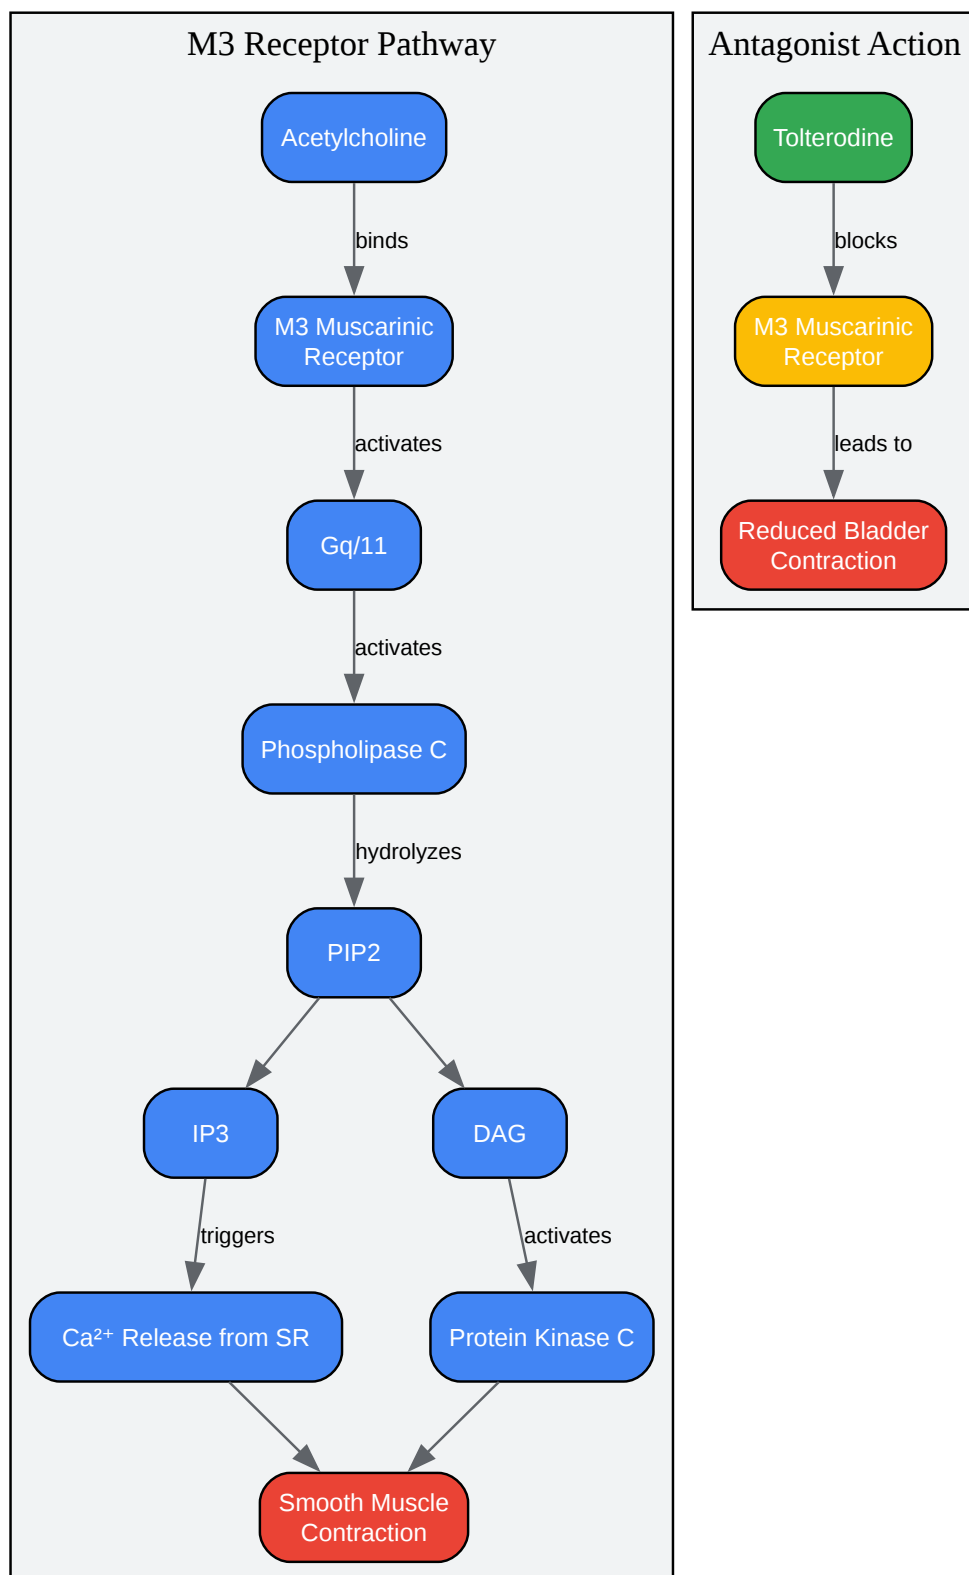 M3 Receptor Pathway
Acetylcholine
binds
M3 Muscarinic
Receptor
activates
Gq/11
activates
Phospholipase C
hydrolyzes
PIP2
IP3
DAG
triggers
activates
Ca²⁺ Release from SR
Protein Kinase C
Smooth Muscle
Contraction
Antagonist Action
Tolterodine
blocks
M3 Muscarinic
Receptor
leads to
Reduced Bladder
Contraction